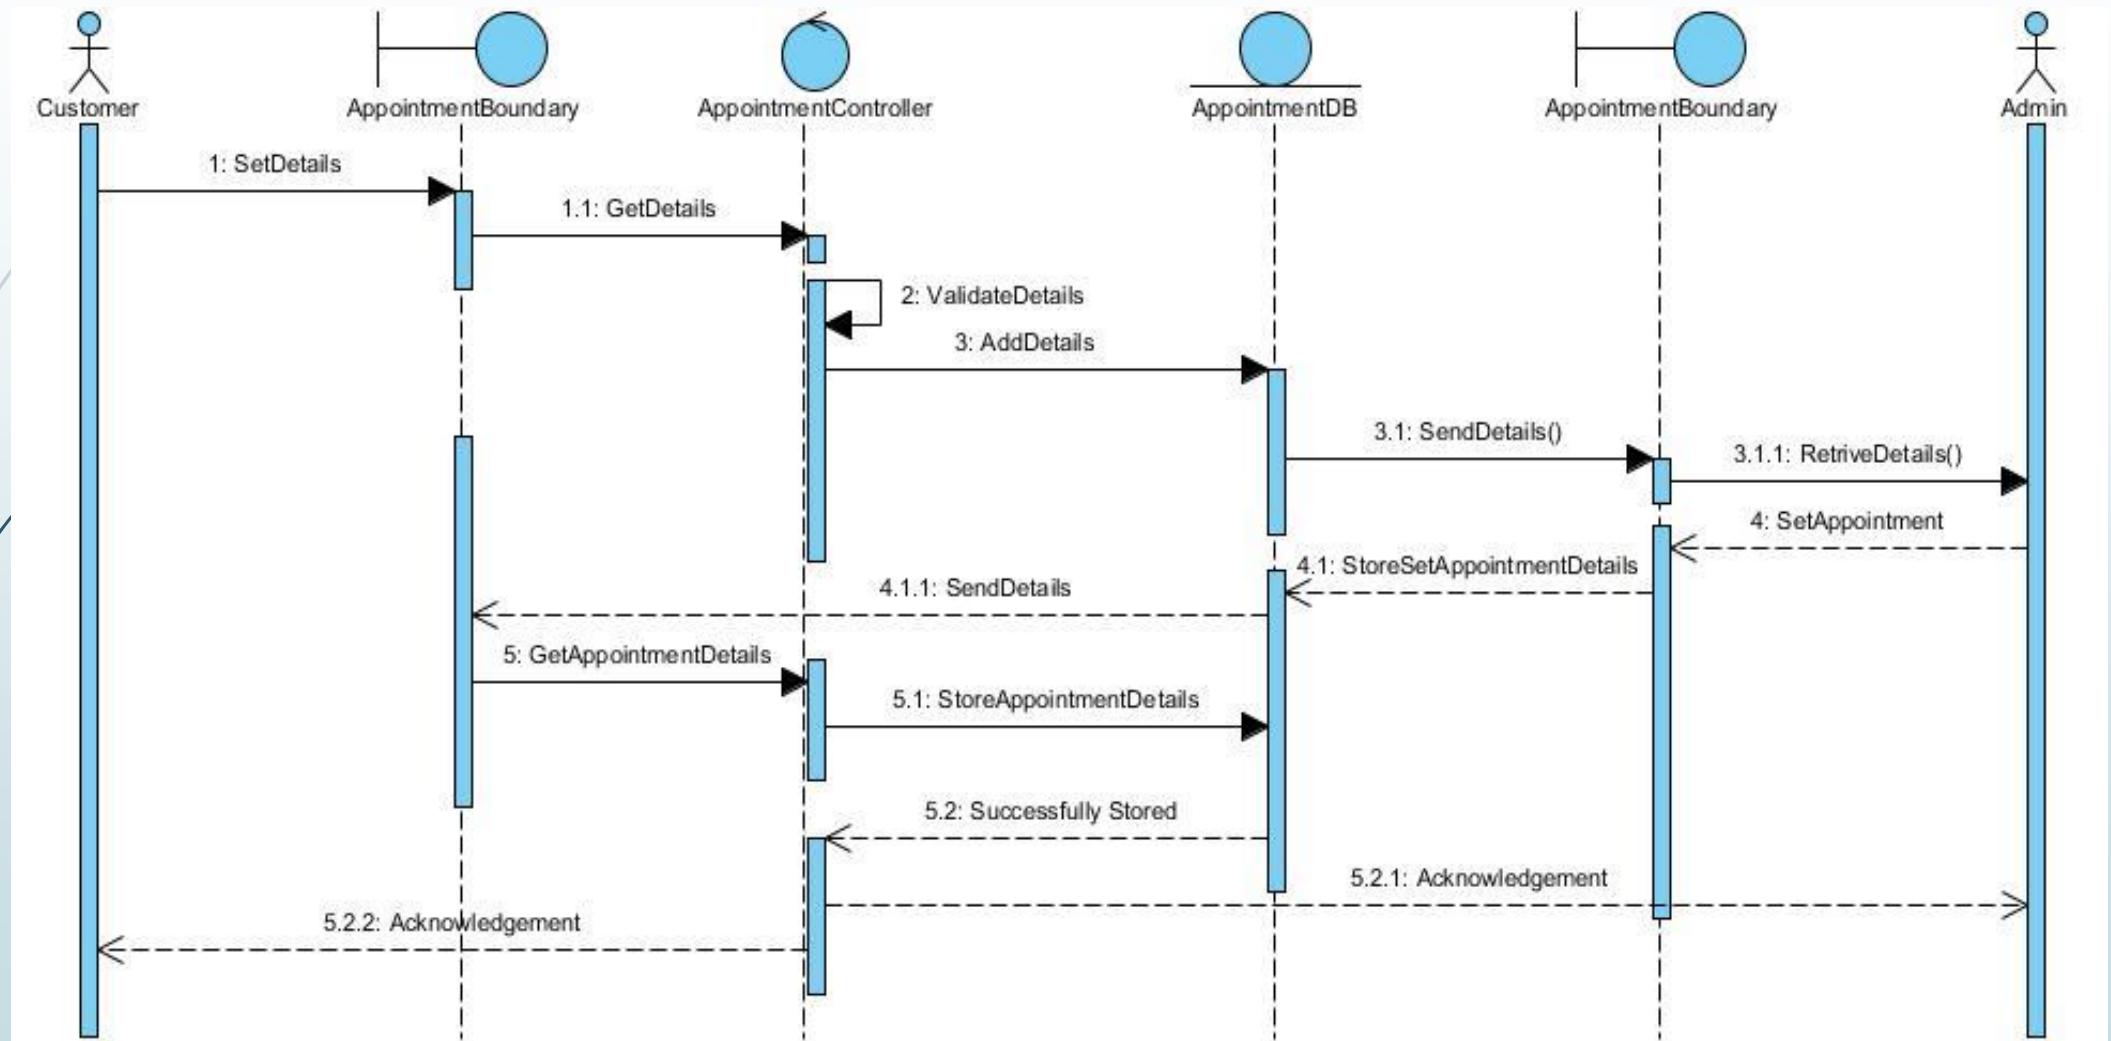 Customer
AppointmentBoundary
AppointmentController
AppointmentDB
AppointmentBoundary
Admin
1: SetDetails
1.1: GetDetails
2: ValidateDetails
3: AddDetails
3.1: SendDetails()
3.1.1: RetriveDetails()
4: SetAppointment
4.1: StoreSetAppointmentDetails
4.1.1: SendDetails
5: GetAppointmentDetails
5.1: StoreAppointmentDetails
5.2: Successfully Stored
5.2.1: Acknowledgement
5.2.2: Acknowledgement